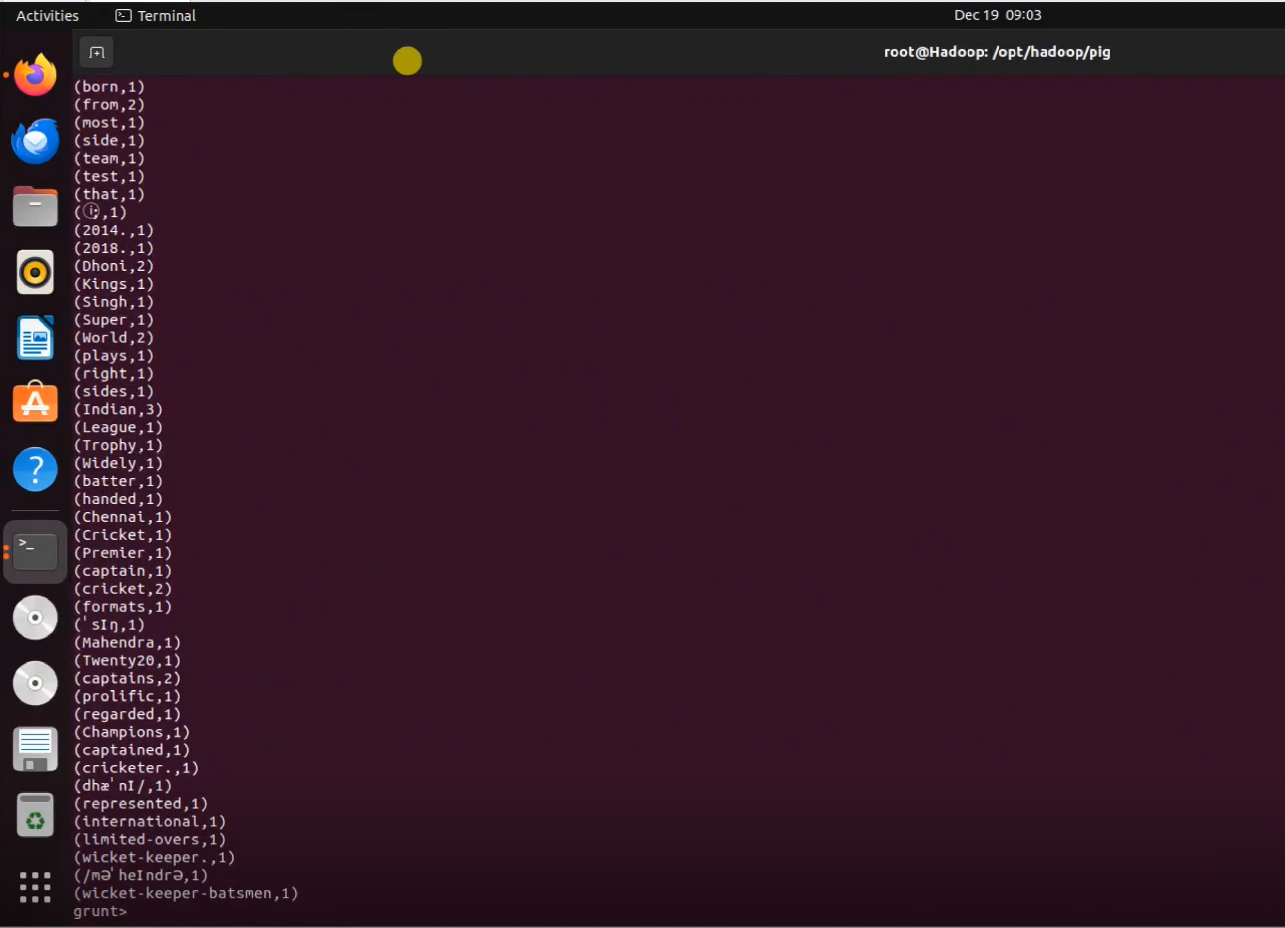 Activities
Terminal
Dec 19 09:03
root@Hadoop: /opt/hadoop/pig
(born,1)
(from,2)
(most,1)
(side,1)
(team,1)
(test,1)
(that,1)
(ⓘ,1)
(2014.,1)
(2018.,1)
(Dhoni,2)
(Kings,1)
(Singh,1)
(Super,1)
(World,2)
(plays,1)
(right,1)
(sides,1)
(Indian,3)
(League,1)
(Trophy,1)
(Widely,1)
(batter,1)
(handed,1)
(Chennai,1)
(Cricket,1)
(Premier,1)
(captain,1)
(cricket,2)
(formats,1)
(ˈsɪŋ,1)
(Mahendra,1)
(Twenty20,1)
(captains,2)
(prolific,1)
(regarded,1)
(Champions,1)
(captained,1)
(cricketer.,1)
(dhæˈnɪ/,1)
(represented,1)
(international,1)
(limited-overs,1)
(wicket-keeper.,1)
(/məˈheɪndrə,1)
(wicket-keeper-batsmen,1)
grunt>